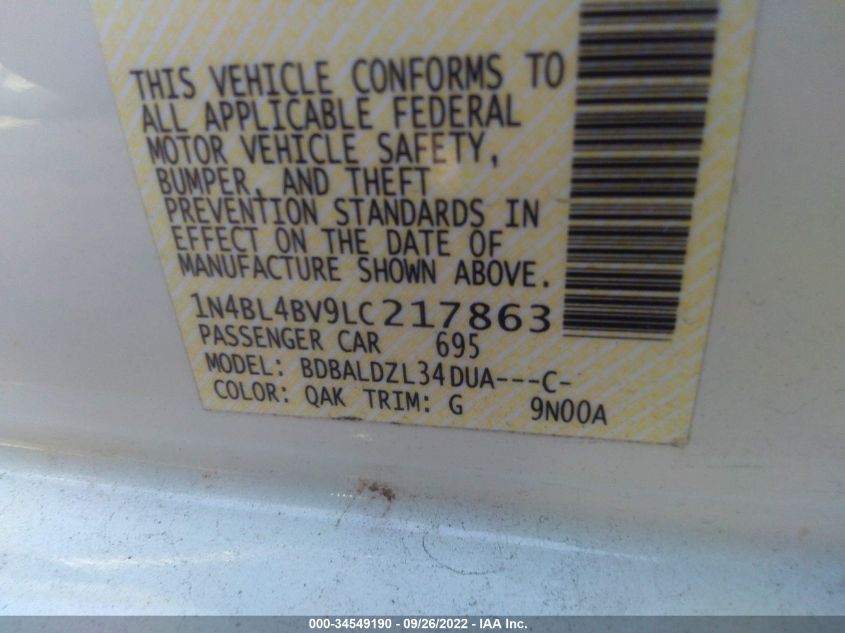 THIS VEHICLE CONFORMS TO
ALL APPLICABLE FEDERAL
MOTOR VEHICLE SAFETY,
BUMPER, AND THEFT
PREVENTION STANDARDS IN
EFFECT ON THE DATE OF
MANUFACTURE SHOWN ABOVE.
1N4BL4BV9LC217863
PASSENGER CAR 695
MODEL: BDBALDZL34DUA---C-
COLOR: QAK TRIM: G 9N00A
000-34549190 - 09/26/2022 - IAA Inc.